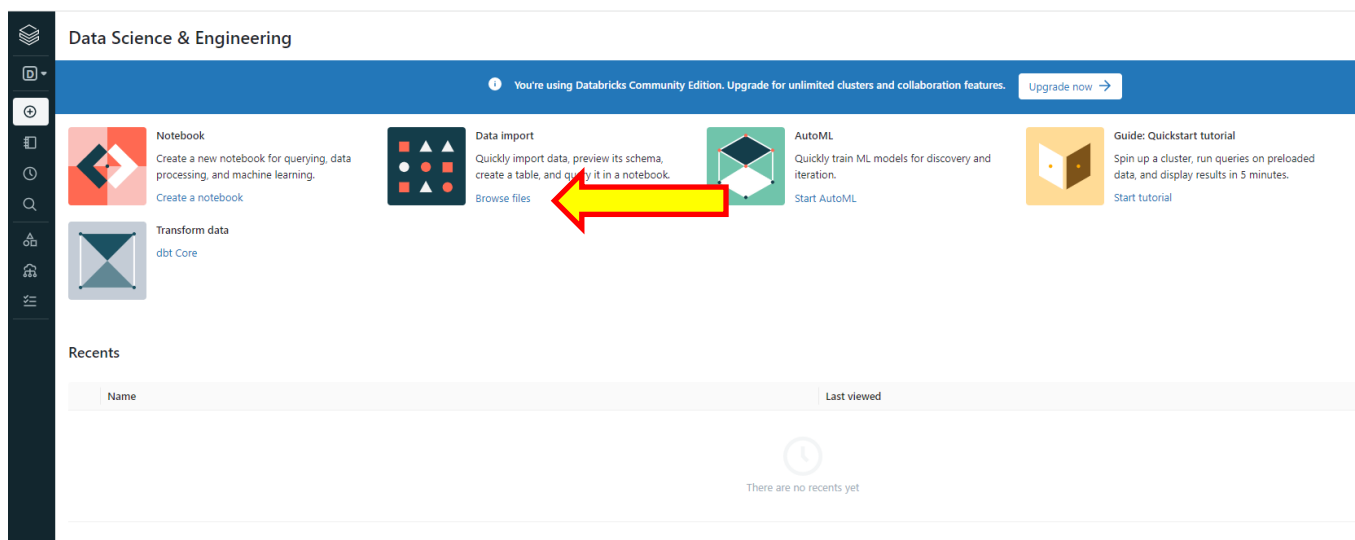 Data Science & Engineering
D
You're using Databricks Community Edition. Upgrade for unlimited clusters and collaboration features.
Upgrade now →
Notebook
Create a new notebook for querying, data
processing, and machine learning.
Create a notebook
Data import
Quickly import data, preview its schema,
create a table, and query it in a notebook.
Browse files
AutoML
Quickly train ML models for discovery and
iteration.
Start AutoML
Guide: Quickstart tutorial
Spin up a cluster, run queries on preloaded
data, and display results in 5 minutes.
Start tutorial
Transform data
dbt Core
Recents
Name
Last viewed
There are no recents yet